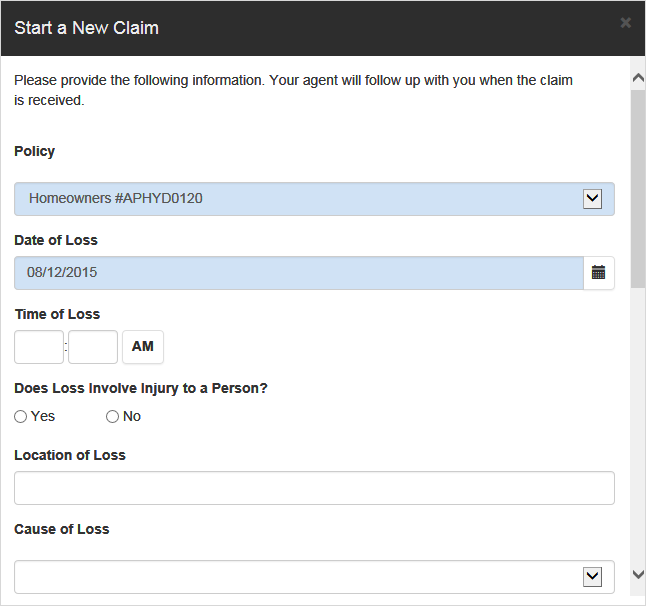 Start a New Claim
Please provide the following information. Your agent will follow up with you when the claim
is received.
Policy
Homeowners #APHYD0120
Date of Loss
08/12/2015
Time of Loss
: AM
Does Loss Involve Injury to a Person?
Yes No
Location of Loss
Cause of Loss